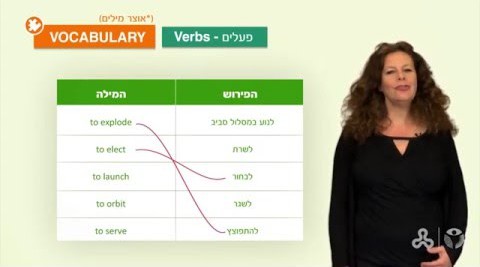 (*אוצר מילים)
VOCABULARY
Verbs - פעלים
המילה הפירוש
to explode לנוע במסלול סביב
to elect לשרת
to launch לבחור
to orbit לשגר
to serve להתפוצץ